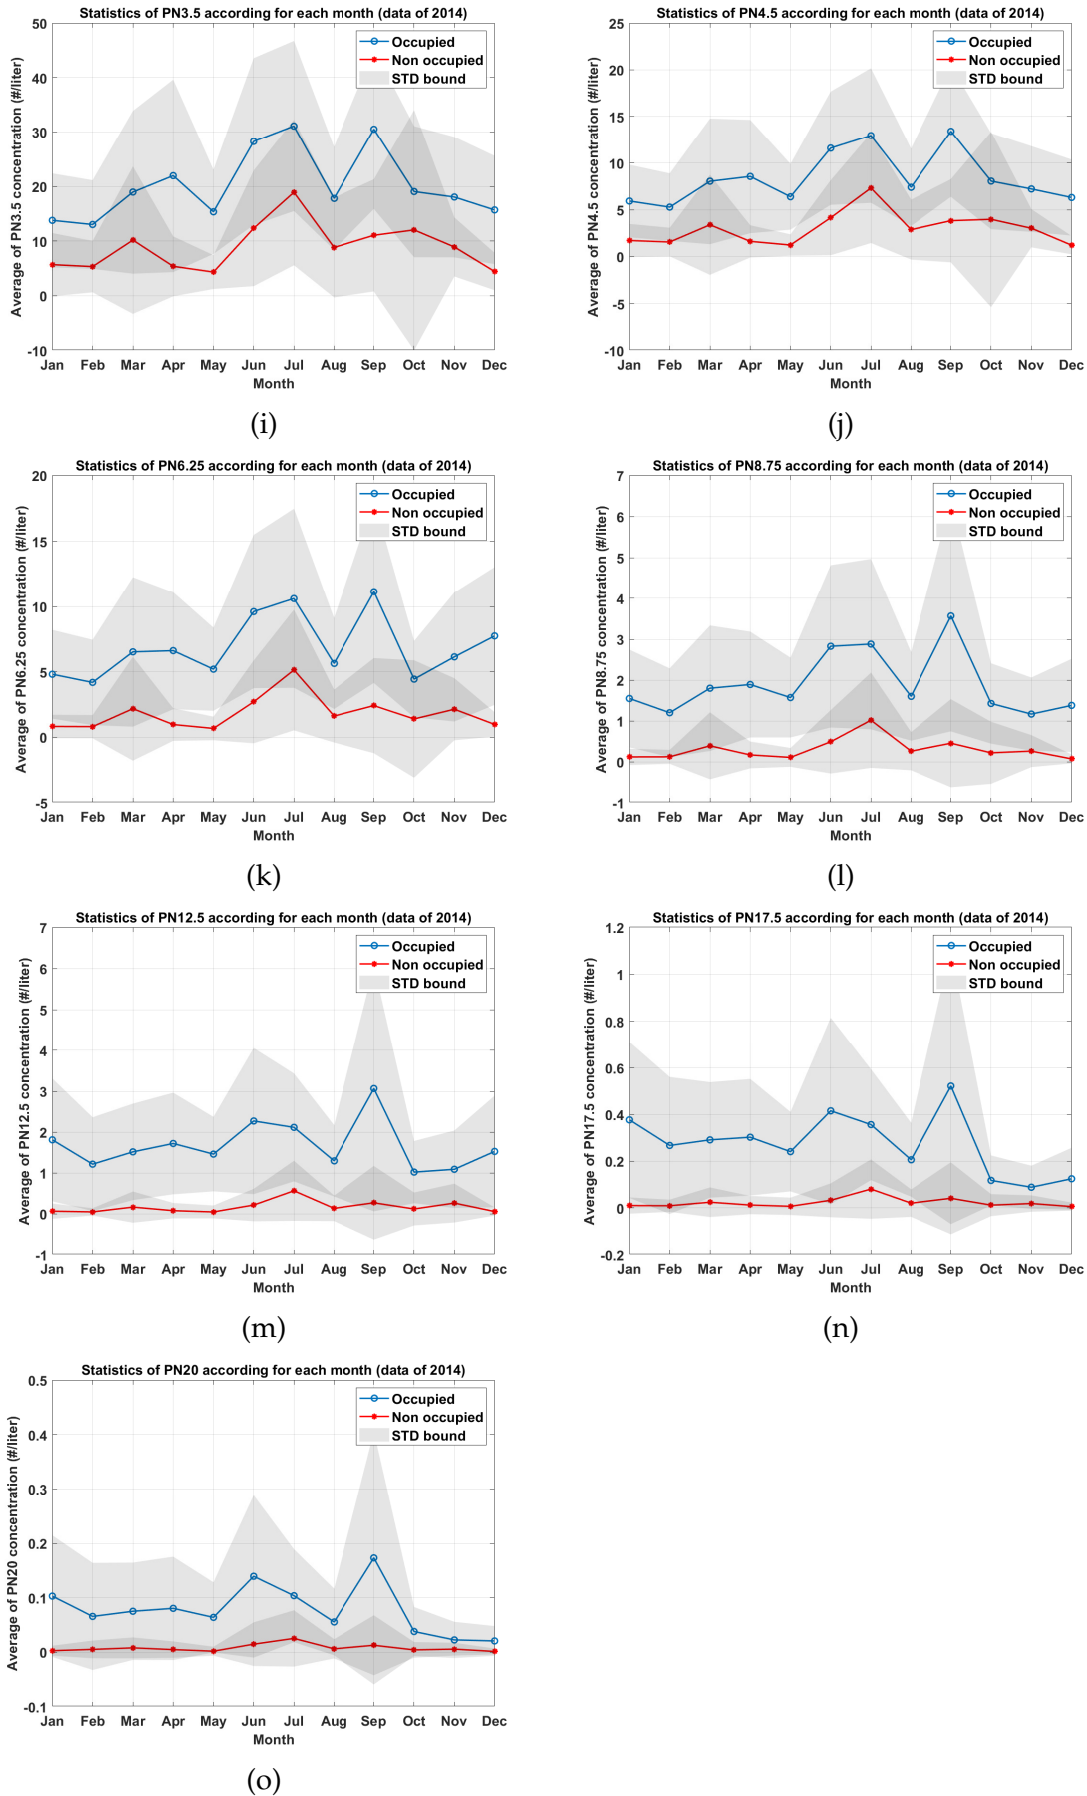 Statistics of PN3.5 according for each month (data of 2014)
Occupied
Non occupied
STD bound
Average of PN3.5 concentration (#/liter)
50
40
30
20
10
0
-10
Jan Feb Mar Apr May Jun Jul Aug Sep Oct Nov Dec
Month
(i)
Statistics of PN4.5 according for each month (data of 2014)
Occupied
Non occupied
STD bound
Average of PN4.5 concentration (#/liter)
25
20
15
10
5
0
-5
-10
Jan Feb Mar Apr May Jun Jul Aug Sep Oct Nov Dec
Month
(j)
Statistics of PN6.25 according for each month (data of 2014)
Occupied
Non occupied
STD bound
Average of PN6.25 concentration (#/liter)
20
15
10
5
0
-5
Jan Feb Mar Apr May Jun Jul Aug Sep Oct Nov Dec
Month
(k)
Statistics of PN8.75 according for each month (data of 2014)
Occupied
Non occupied
STD bound
Average of PN8.75 concentration (#/liter)
7
6
5
4
3
2
1
0
-1
Jan Feb Mar Apr May Jun Jul Aug Sep Oct Nov Dec
Month
(l)
Statistics of PN12.5 according for each month (data of 2014)
Occupied
Non occupied
STD bound
Average of PN12.5 concentration (#/liter)
7
6
5
4
3
2
1
0
-1
Jan Feb Mar Apr May Jun Jul Aug Sep Oct Nov Dec
Month
(m)
Statistics of PN17.5 according for each month (data of 2014)
Occupied
Non occupied
STD bound
Average of PN17.5 concentration (#/liter)
1.2
1
0.8
0.6
0.4
0.2
0
-0.2
Jan Feb Mar Apr May Jun Jul Aug Sep Oct Nov Dec
Month
(n)
Statistics of PN20 according for each month (data of 2014)
Occupied
Non occupied
STD bound
Average of PN20 concentration (#/liter)
0.5
0.4
0.3
0.2
0.1
0
-0.1
Jan Feb Mar Apr May Jun Jul Aug Sep Oct Nov Dec
Month
(o)